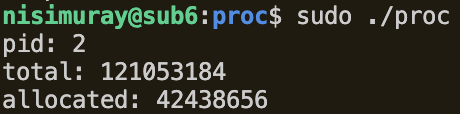 nisimuray@sub6:proc$ sudo ./proc
pid: 2
total: 121053184
allocated: 42438656